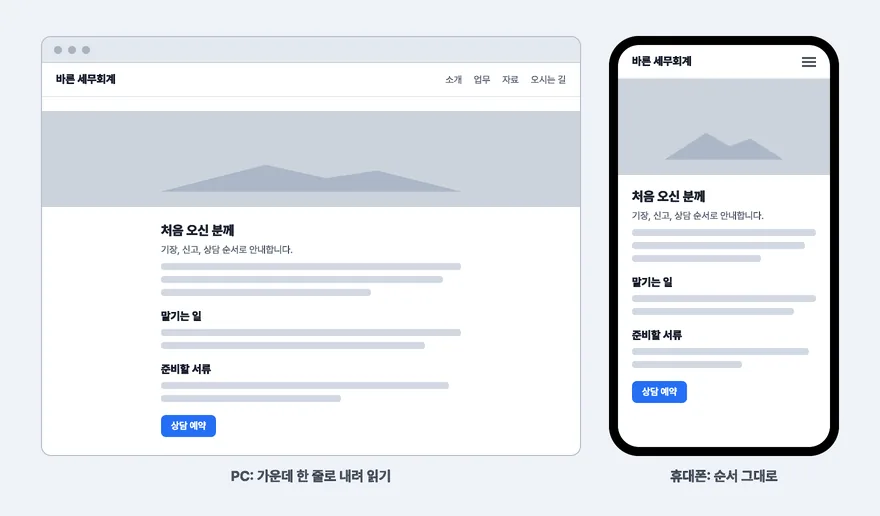 바른 세무회계
소개 업무 자료 오시는 길
처음 오신 분께
기장, 신고, 상담 순서로 안내합니다.
맡기는 일
준비할 서류
상담 예약
PC: 가운데 한 줄로 내려 읽기
바른 세무회계
처음 오신 분께
기장, 신고, 상담 순서로 안내합니다.
맡기는 일
준비할 서류
상담 예약
휴대폰: 순서 그대로